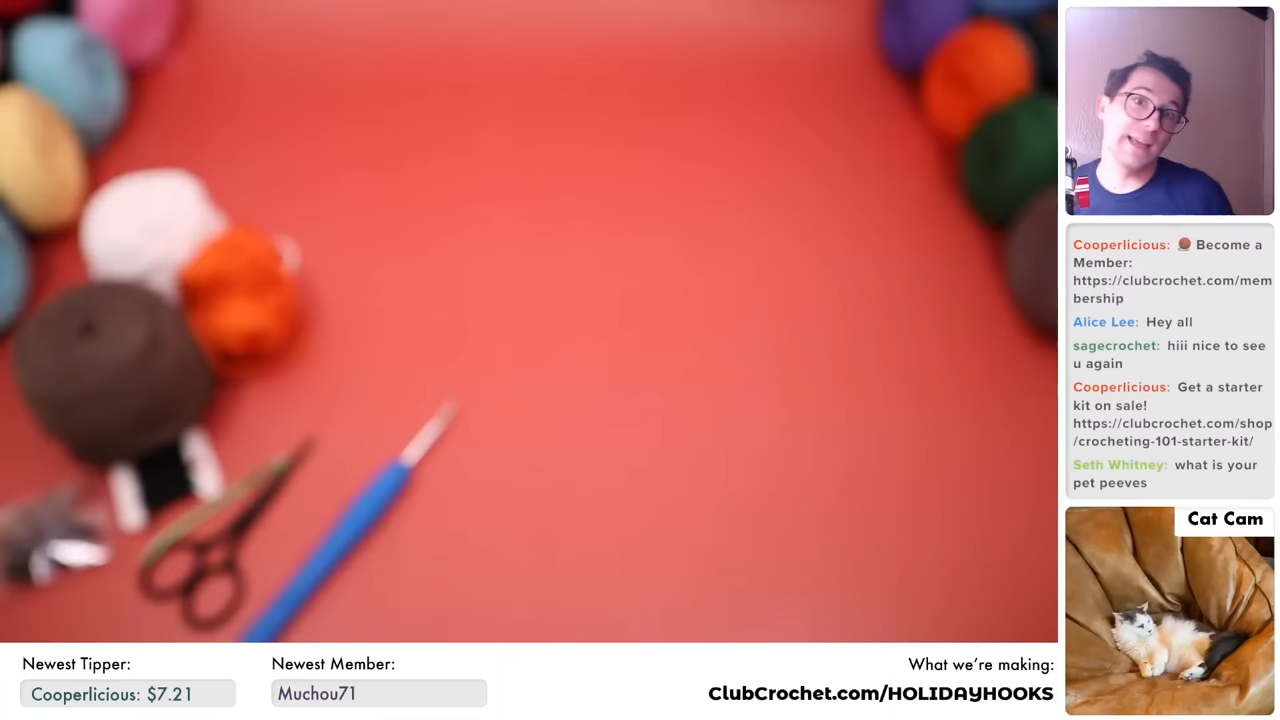 Cooperlicious: Become a
Member:
https://clubcrochet.com/mem
bership
Alice Lee: Hey all
sagecrochet: hiii nice to see
u again
Cooperlicious: Get a starter
kit on sale!
https://clubcrochet.com/shop
/crocheting-101-starter-kit/
Seth Whitney: what is your
pet peeves
Cat Cam
Newest Tipper:
Cooperlicious: $7.21
Newest Member:
Muchou71
What we're making:
ClubCrochet.com/HOLIDAYHOOKS